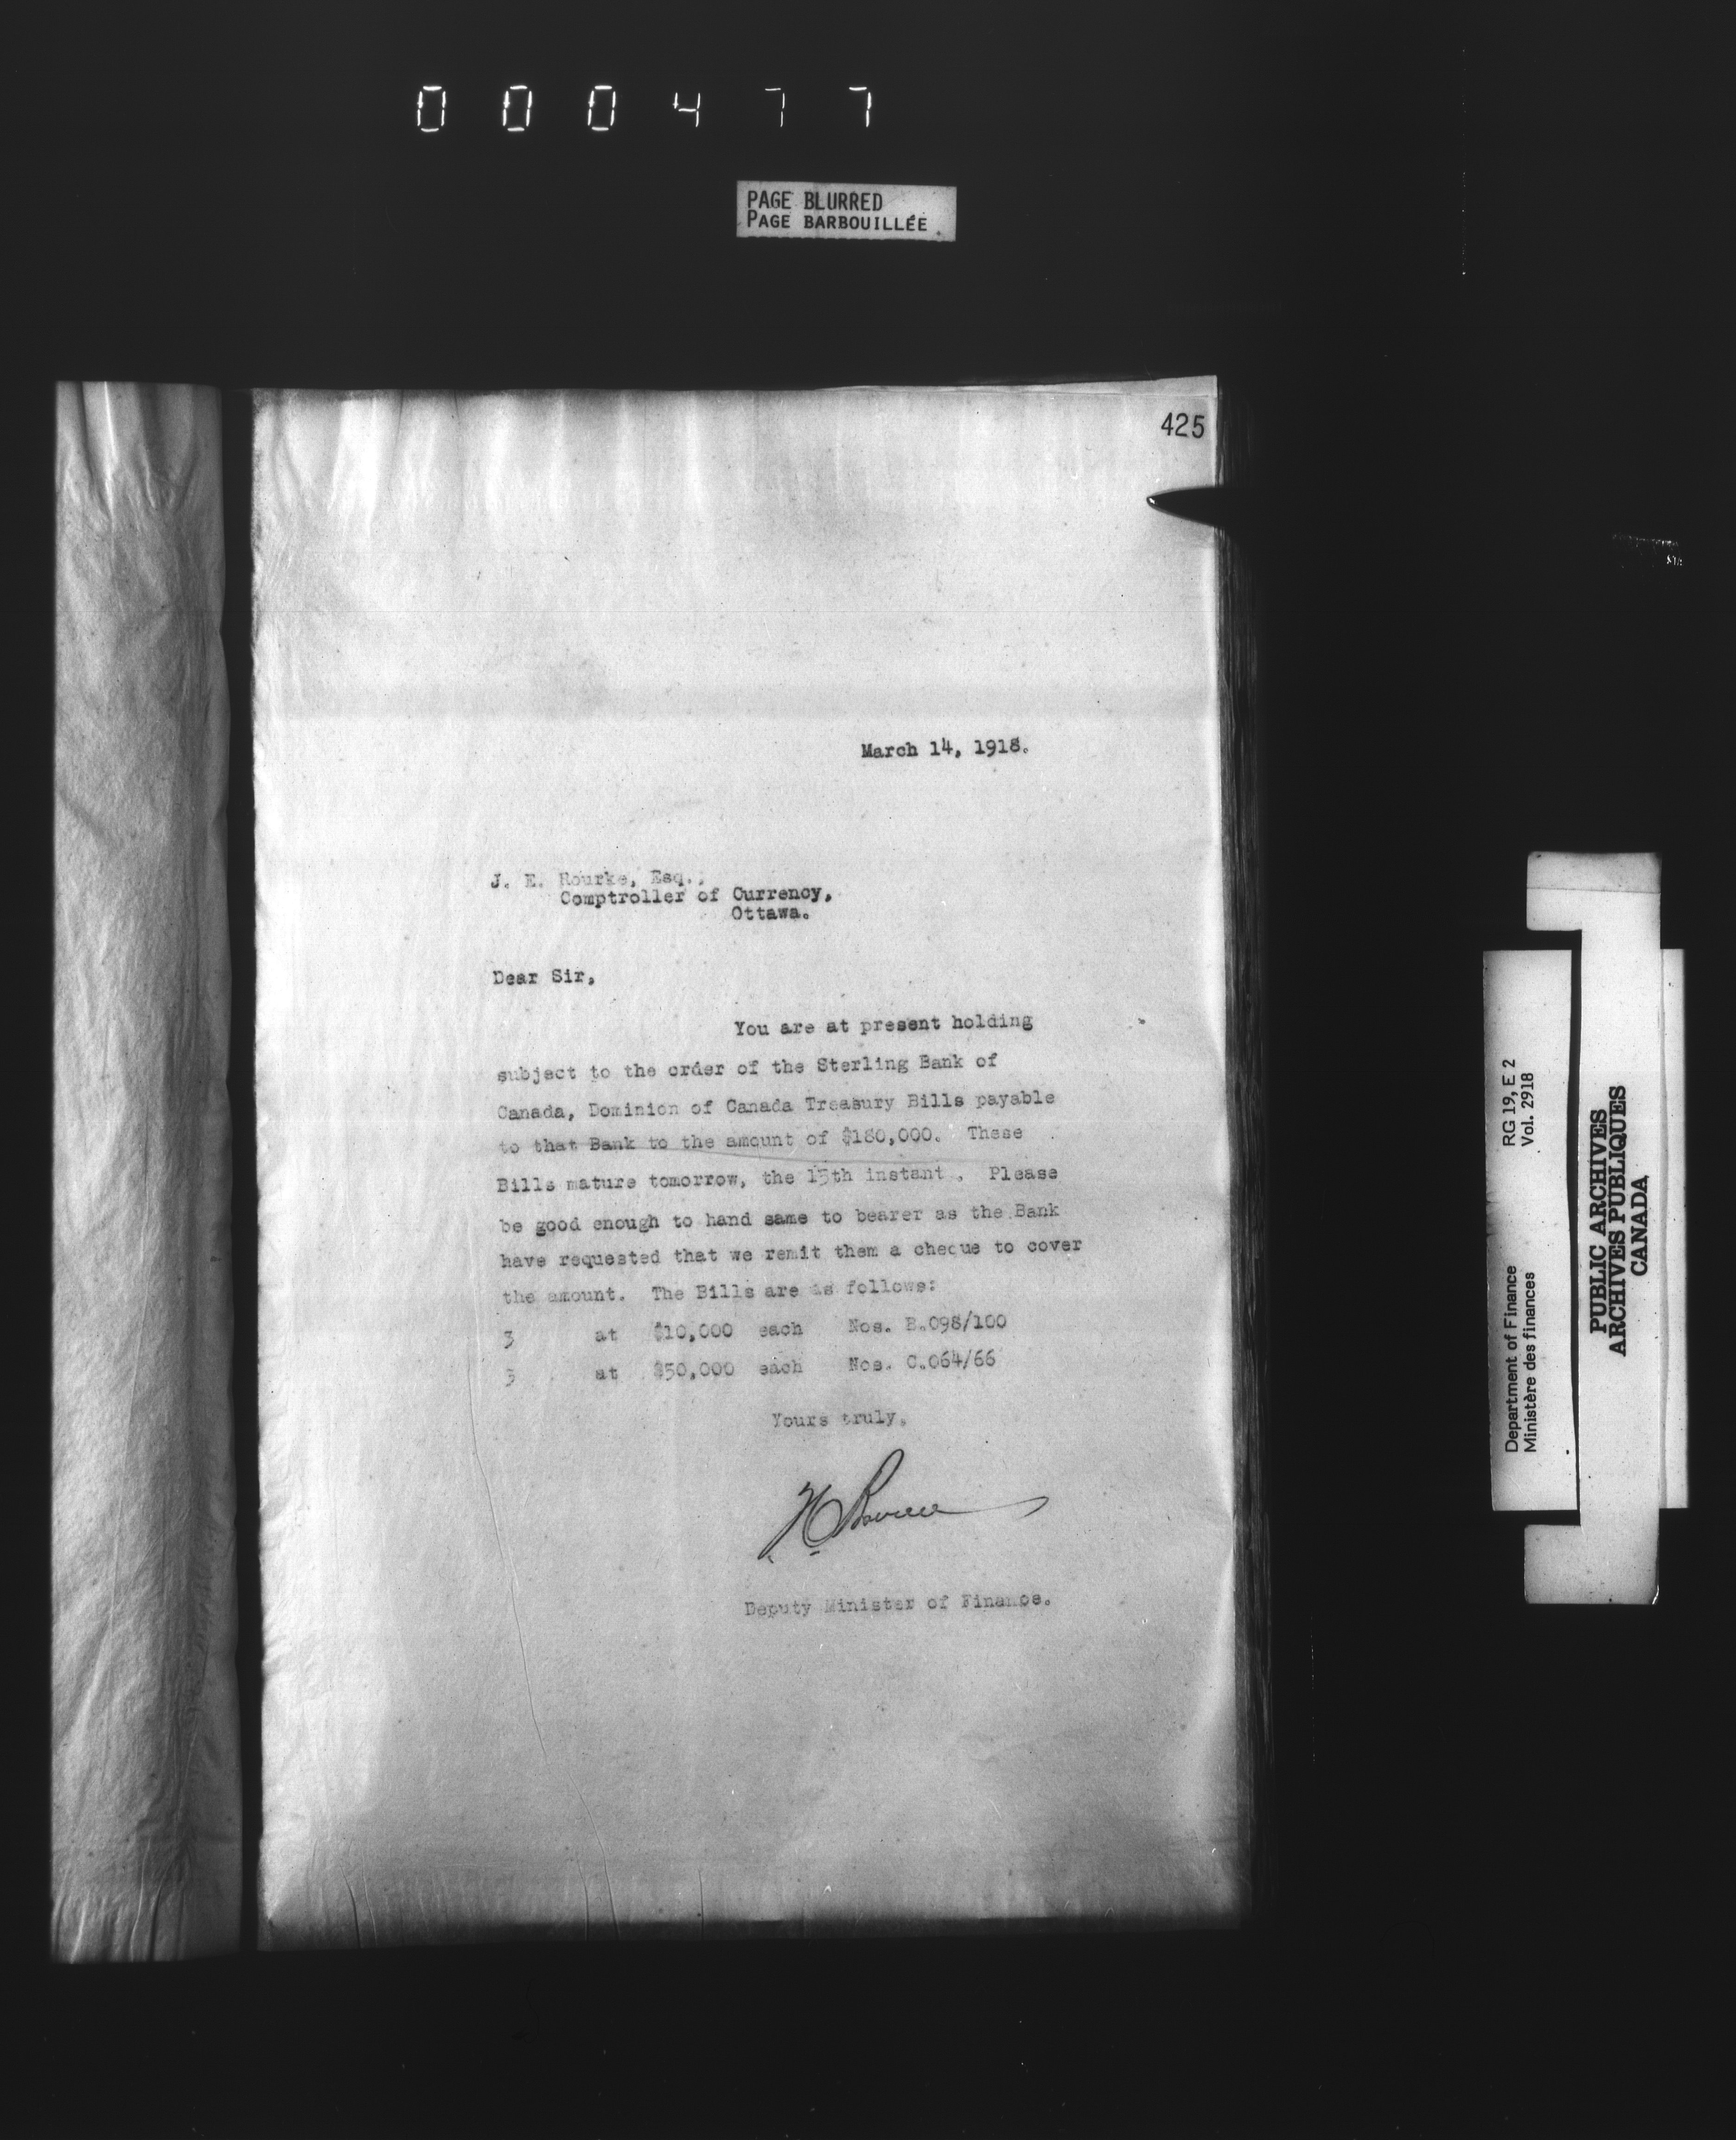 000477
PAGE BLURRED
PAGE BARBOUILLÉE
425
March 14, 1918.
J. E. Rourke, Esq.,
Comptroller of Currency,
Ottawa.
Dear Sir,
You are at present holding
subject to the order of the Sterling Bank of
Canada, Dominion of Canada Treasury Bills payable
to that Bank to the amount of $180,000. These
Bills mature tomorrow, the 15th instant. Please
be good enough to hand same to bearer as the Bank
have requested that we remit them a cheque to cover
the amount. The Bills are as follows:
3 at $10,000 each Nos. B.098/100
3 at $50,000 each Nos. C.064/66
Yours truly,
Deputy Minister of Finance.
Department of Finance RG 19, E 2
Ministère des finances Vol. 2918
PUBLIC ARCHIVES
ARCHIVES PUBLIQUES
CANADA